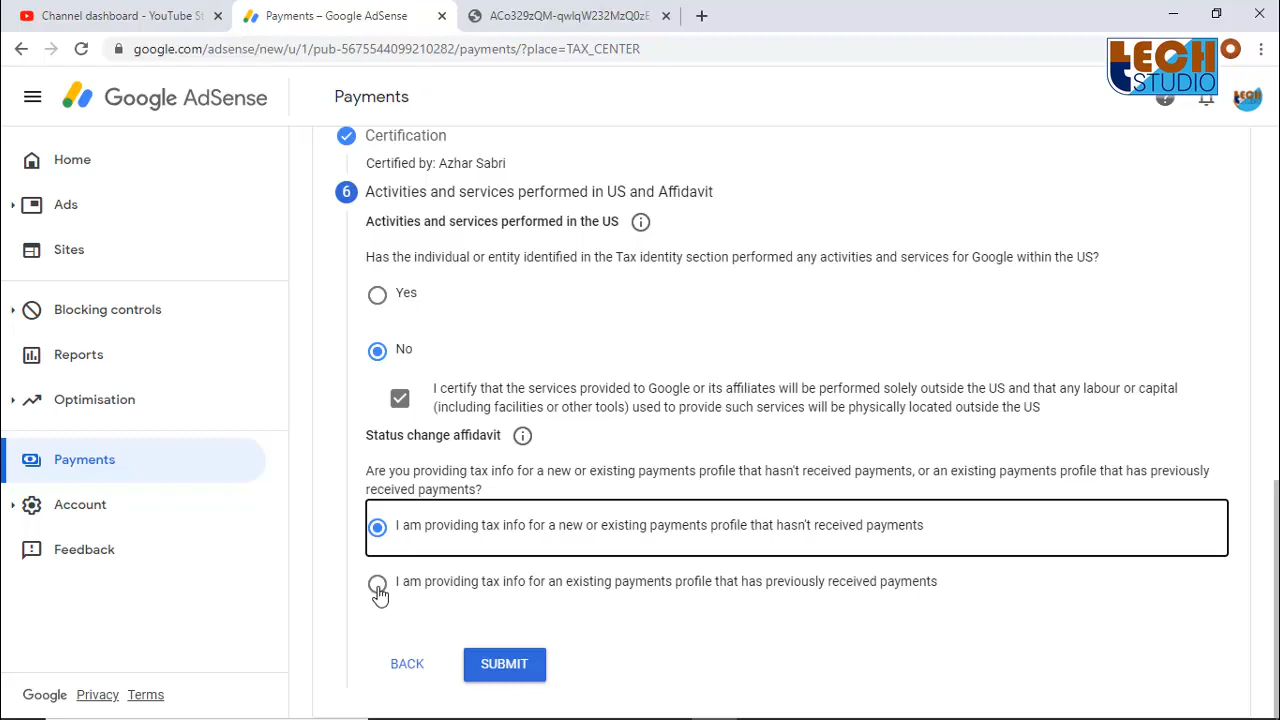 Channel dashboard - YouTube St
Payments – Google AdSense
ACo329zQM-qwlqW232MzQ0zE
google.com/adsense/new/u/1/pub-5675544099210282/payments/?place=TAX_CENTER
TECHO
STUDIO
Google AdSense
Payments
Home
Ads
Sites
Blocking controls
Reports
Optimisation
Payments
Account
Feedback
Google Privacy Terms
Certification
Certified by: Azhar Sabri
6 Activities and services performed in US and Affidavit
Activities and services performed in the US
Has the individual or entity identified in the Tax identity section performed any activities and services for Google within the US?
Yes
No
I certify that the services provided to Google or its affiliates will be performed solely outside the US and that any labour or capital
(including facilities or other tools) used to provide such services will be physically located outside the US
Status change affidavit
Are you providing tax info for a new or existing payments profile that hasn't received payments, or an existing payments profile that has previously
received payments?
I am providing tax info for a new or existing payments profile that hasn't received payments
I am providing tax info for an existing payments profile that has previously received payments
BACK
SUBMIT